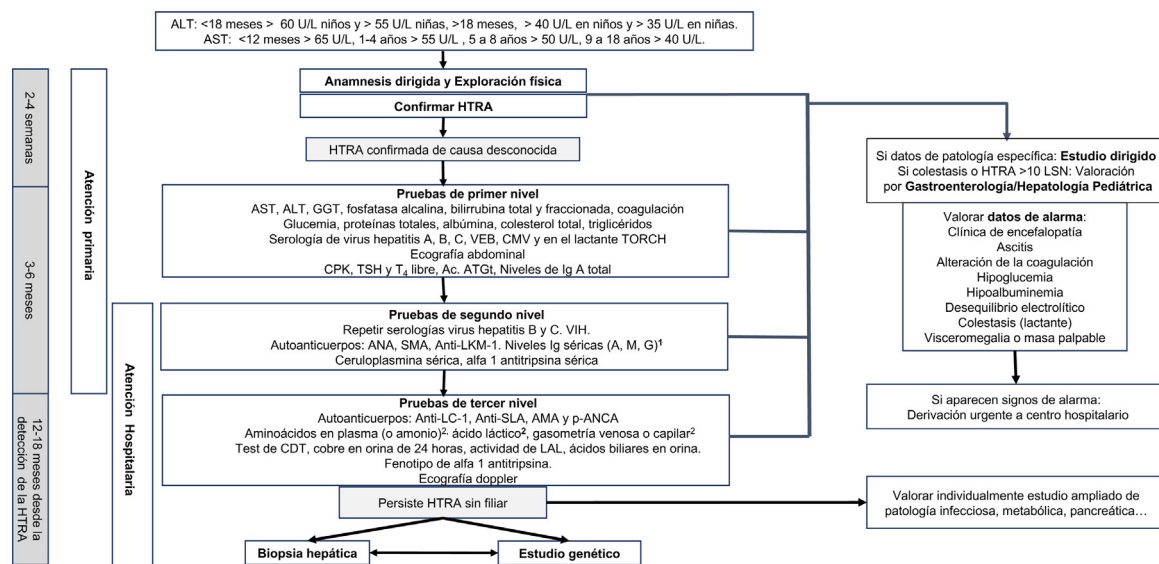 ALT: <18 meses > 60 U/L niños y > 55 U/L niñas, >18 meses, > 40 U/L en niños y > 35 U/L en niñas.
AST: <12 meses > 65 U/L, 1-4 años > 55 U/L , 5 a 8 años > 50 U/L, 9 a 18 años > 40 U/L.
2-4 semanas
3-6 meses
12-18 meses desde la
detección de la HTRA
Atención primaria
Atención Hospitalaria
Anamnesis dirigida y Exploración física
Confirmar HTRA
HTRA confirmada de causa desconocida
Pruebas de primer nivel
AST, ALT, GGT, fosfatasa alcalina, bilirrubina total y fraccionada, coagulación
Glucemia, proteínas totales, albúmina, colesterol total, triglicéridos
Serología de virus hepatitis A, B, C, VEB, CMV y en el lactante TORCH
Ecografía abdominal
CPK, TSH y T4 libre, Ac. ATGt, Niveles de Ig A total
Pruebas de segundo nivel
Repetir serologías virus hepatitis B y C. VIH.
Autoanticuerpos: ANA, SMA, Anti-LKM-1. Niveles Ig séricas (A, M, G)¹
Ceruloplasmina sérica, alfa 1 antitripsina sérica
Pruebas de tercer nivel
Autoanticuerpos: Anti-LC-1, Anti-SLA, AMA y p-ANCA
Aminoácidos en plasma (o amonio)²· ácido láctico², gasometría venosa o capilar²
Test de CDT, cobre en orina de 24 horas, actividad de LAL, ácidos biliares en orina.
Fenotipo de alfa 1 antitripsina.
Ecografía doppler
Persiste HTRA sin filiar
Biopsia hepática
Estudio genético
Si datos de patología específica: Estudio dirigido
Si colestasis o HTRA >10 LSN: Valoración
por Gastroenterología/Hepatología Pediátrica
Valorar datos de alarma:
Clínica de encefalopatía
Ascitis
Alteración de la coagulación
Hipoglucemia
Hipoalbuminemia
Desequilibrio electrolítico
Colestasis (lactante)
Visceromegalia o masa palpable
Si aparecen signos de alarma:
Derivación urgente a centro hospitalario
Valorar individualmente estudio ampliado de
patología infecciosa, metabólica, pancreática…